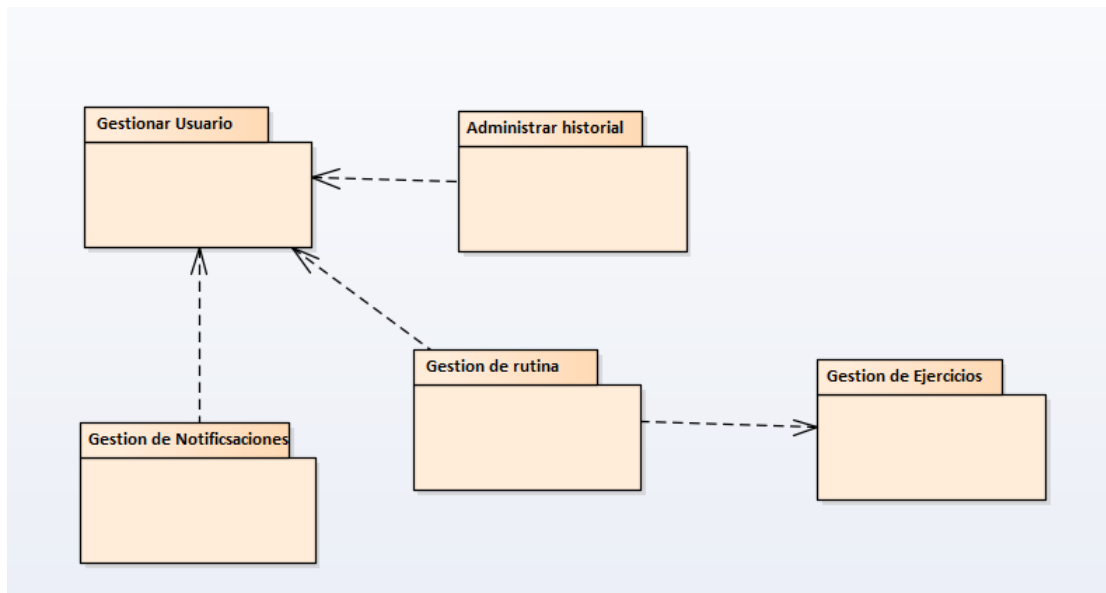 Gestionar Usuario
Administrar historial
Gestion de rutina
Gestion de Ejercicios
Gestion de Notificsaciones